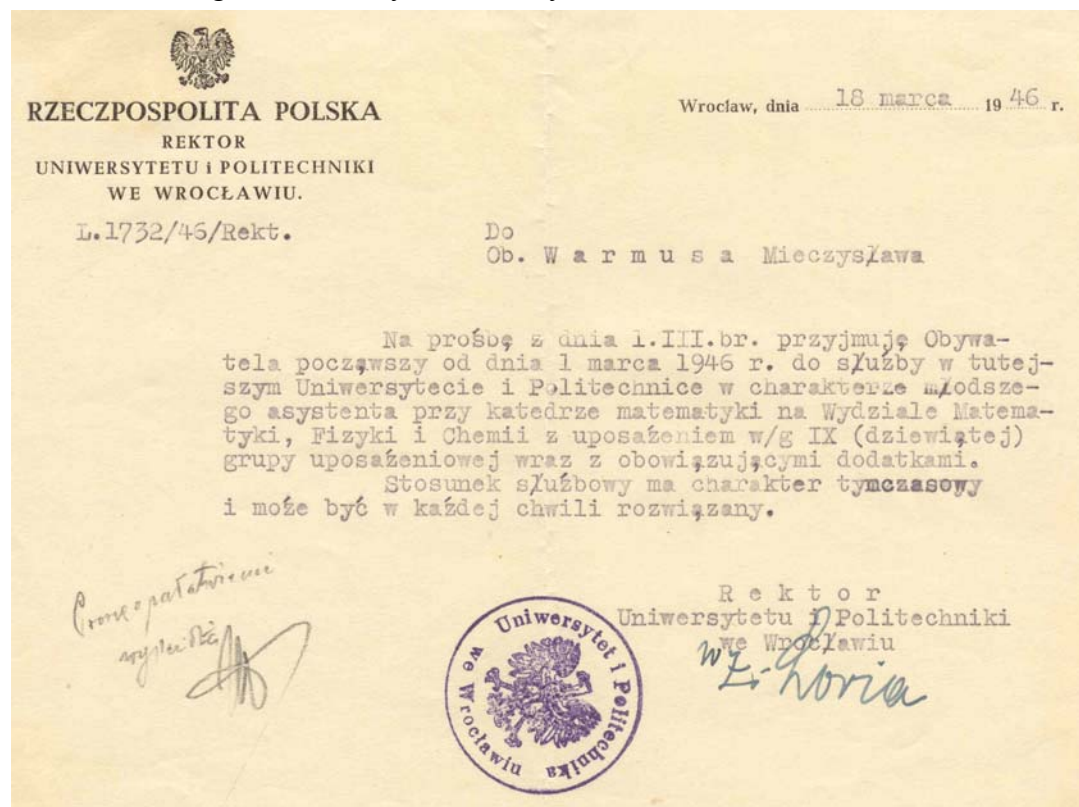 RZECZPOSPOLITA POLSKA
REKTOR
UNIWERSYTETU i POLITECHNIKI
WE WROCŁAWIU.
L.1732/46/Rekt.
Wrocław, dnia 18 marca 19 46 r.
Do
Ob. W a r m u s a Mieczysława
Na prośbę z dnia 1.III.br. przyjmuję Obywa-
tela począwszy od dnia 1 marca 1946 r. do służby w tutej-
szym Uniwersytecie i Politechnice w charakterze młodsze-
go asystenta przy katedrze matematyki na Wydziale Matema-
tyki, Fizyki i Chemii z uposażeniem w/g IX (dziewiątej)
grupy uposażeniowej wraz z obowiązującymi dodatkami.
Stosunek służbowy ma charakter tymczasowy
i może być w każdej chwili rozwiązany.
R e k t o r
Uniwersytetu i Politechniki
we Wrocławiu
wz. Loria
Uniwersytet i Politechnika
we Wrocławiu